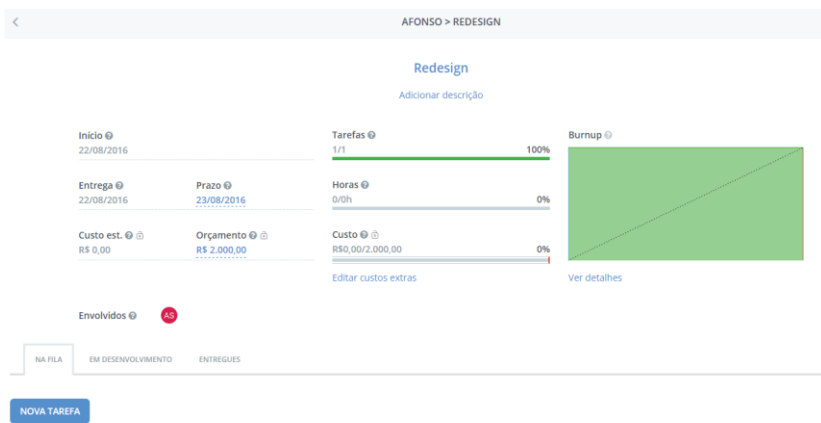 AFONSO > REDESIGN
Redesign
Adicionar descrição
Início
22/08/2016
Tarefas
1/1 100%
Burnup
Entrega Prazo
22/08/2016 23/08/2016
Horas
0/0h 0%
Custo est. Orçamento
R$ 0,00 R$ 2.000,00
Custo
R$0,00/2.000,00 0%
Editar custos extras
Ver detalhes
Envolvidos AS
NA FILA EM DESENVOLVIMENTO ENTREGUES
NOVA TAREFA